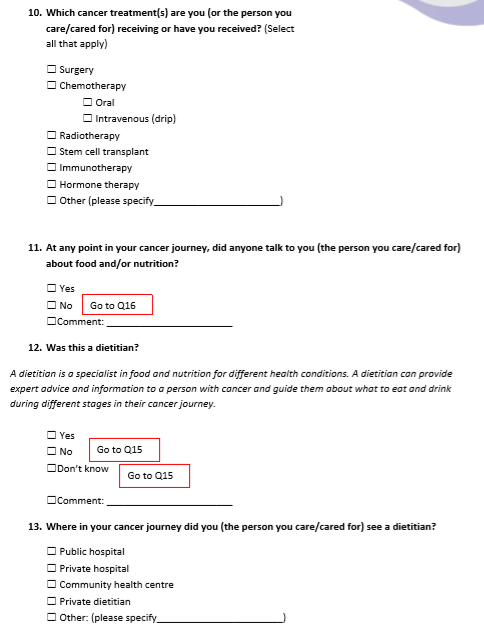 10. Which cancer treatment(s) are you (or the person you
care/cared for) receiving or have you received? (Select
all that apply)
☐ Surgery
☐ Chemotherapy
☐ Oral
☐ Intravenous (drip)
☐ Radiotherapy
☐ Stem cell transplant
☐ Immunotherapy
☐ Hormone therapy
☐ Other (please specify_________________________)
11. At any point in your cancer journey, did anyone talk to you (the person you care/cared for)
about food and/or nutrition?
☐ Yes
☐ No Go to Q16
☐Comment: _________________________
12. Was this a dietitian?
A dietitian is a specialist in food and nutrition for different health conditions. A dietitian can provide
expert advice and information to a person with cancer and guide them about what to eat and drink
during different stages in their cancer journey.
☐ Yes
☐ No Go to Q15
☐Don't know Go to Q15
☐Comment: _________________________
13. Where in your cancer journey did you (the person you care/cared for) see a dietitian?
☐ Public hospital
☐ Private hospital
☐ Community health centre
☐ Private dietitian
☐ Other: (please specify_________________________)